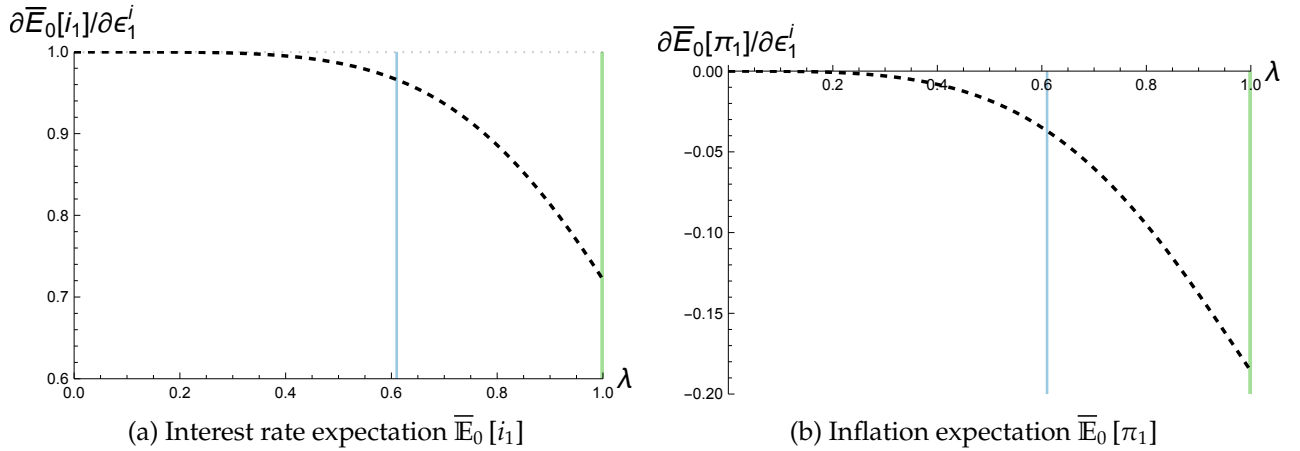 ∂Ē₀[i₁]/∂ϵ₁ⁱ
1.0
0.9
0.8
0.7
0.6
0.0 0.2 0.4 0.6 0.8 1.0
λ
(a) Interest rate expectation 𝔼̅₀ [i₁]
∂Ē₀[π₁]/∂ϵ₁ⁱ
0.00
0.2 0.4 0.6 0.8 1.0
λ
−0.05
−0.10
−0.15
−0.20
(b) Inflation expectation 𝔼̅₀ [π₁]